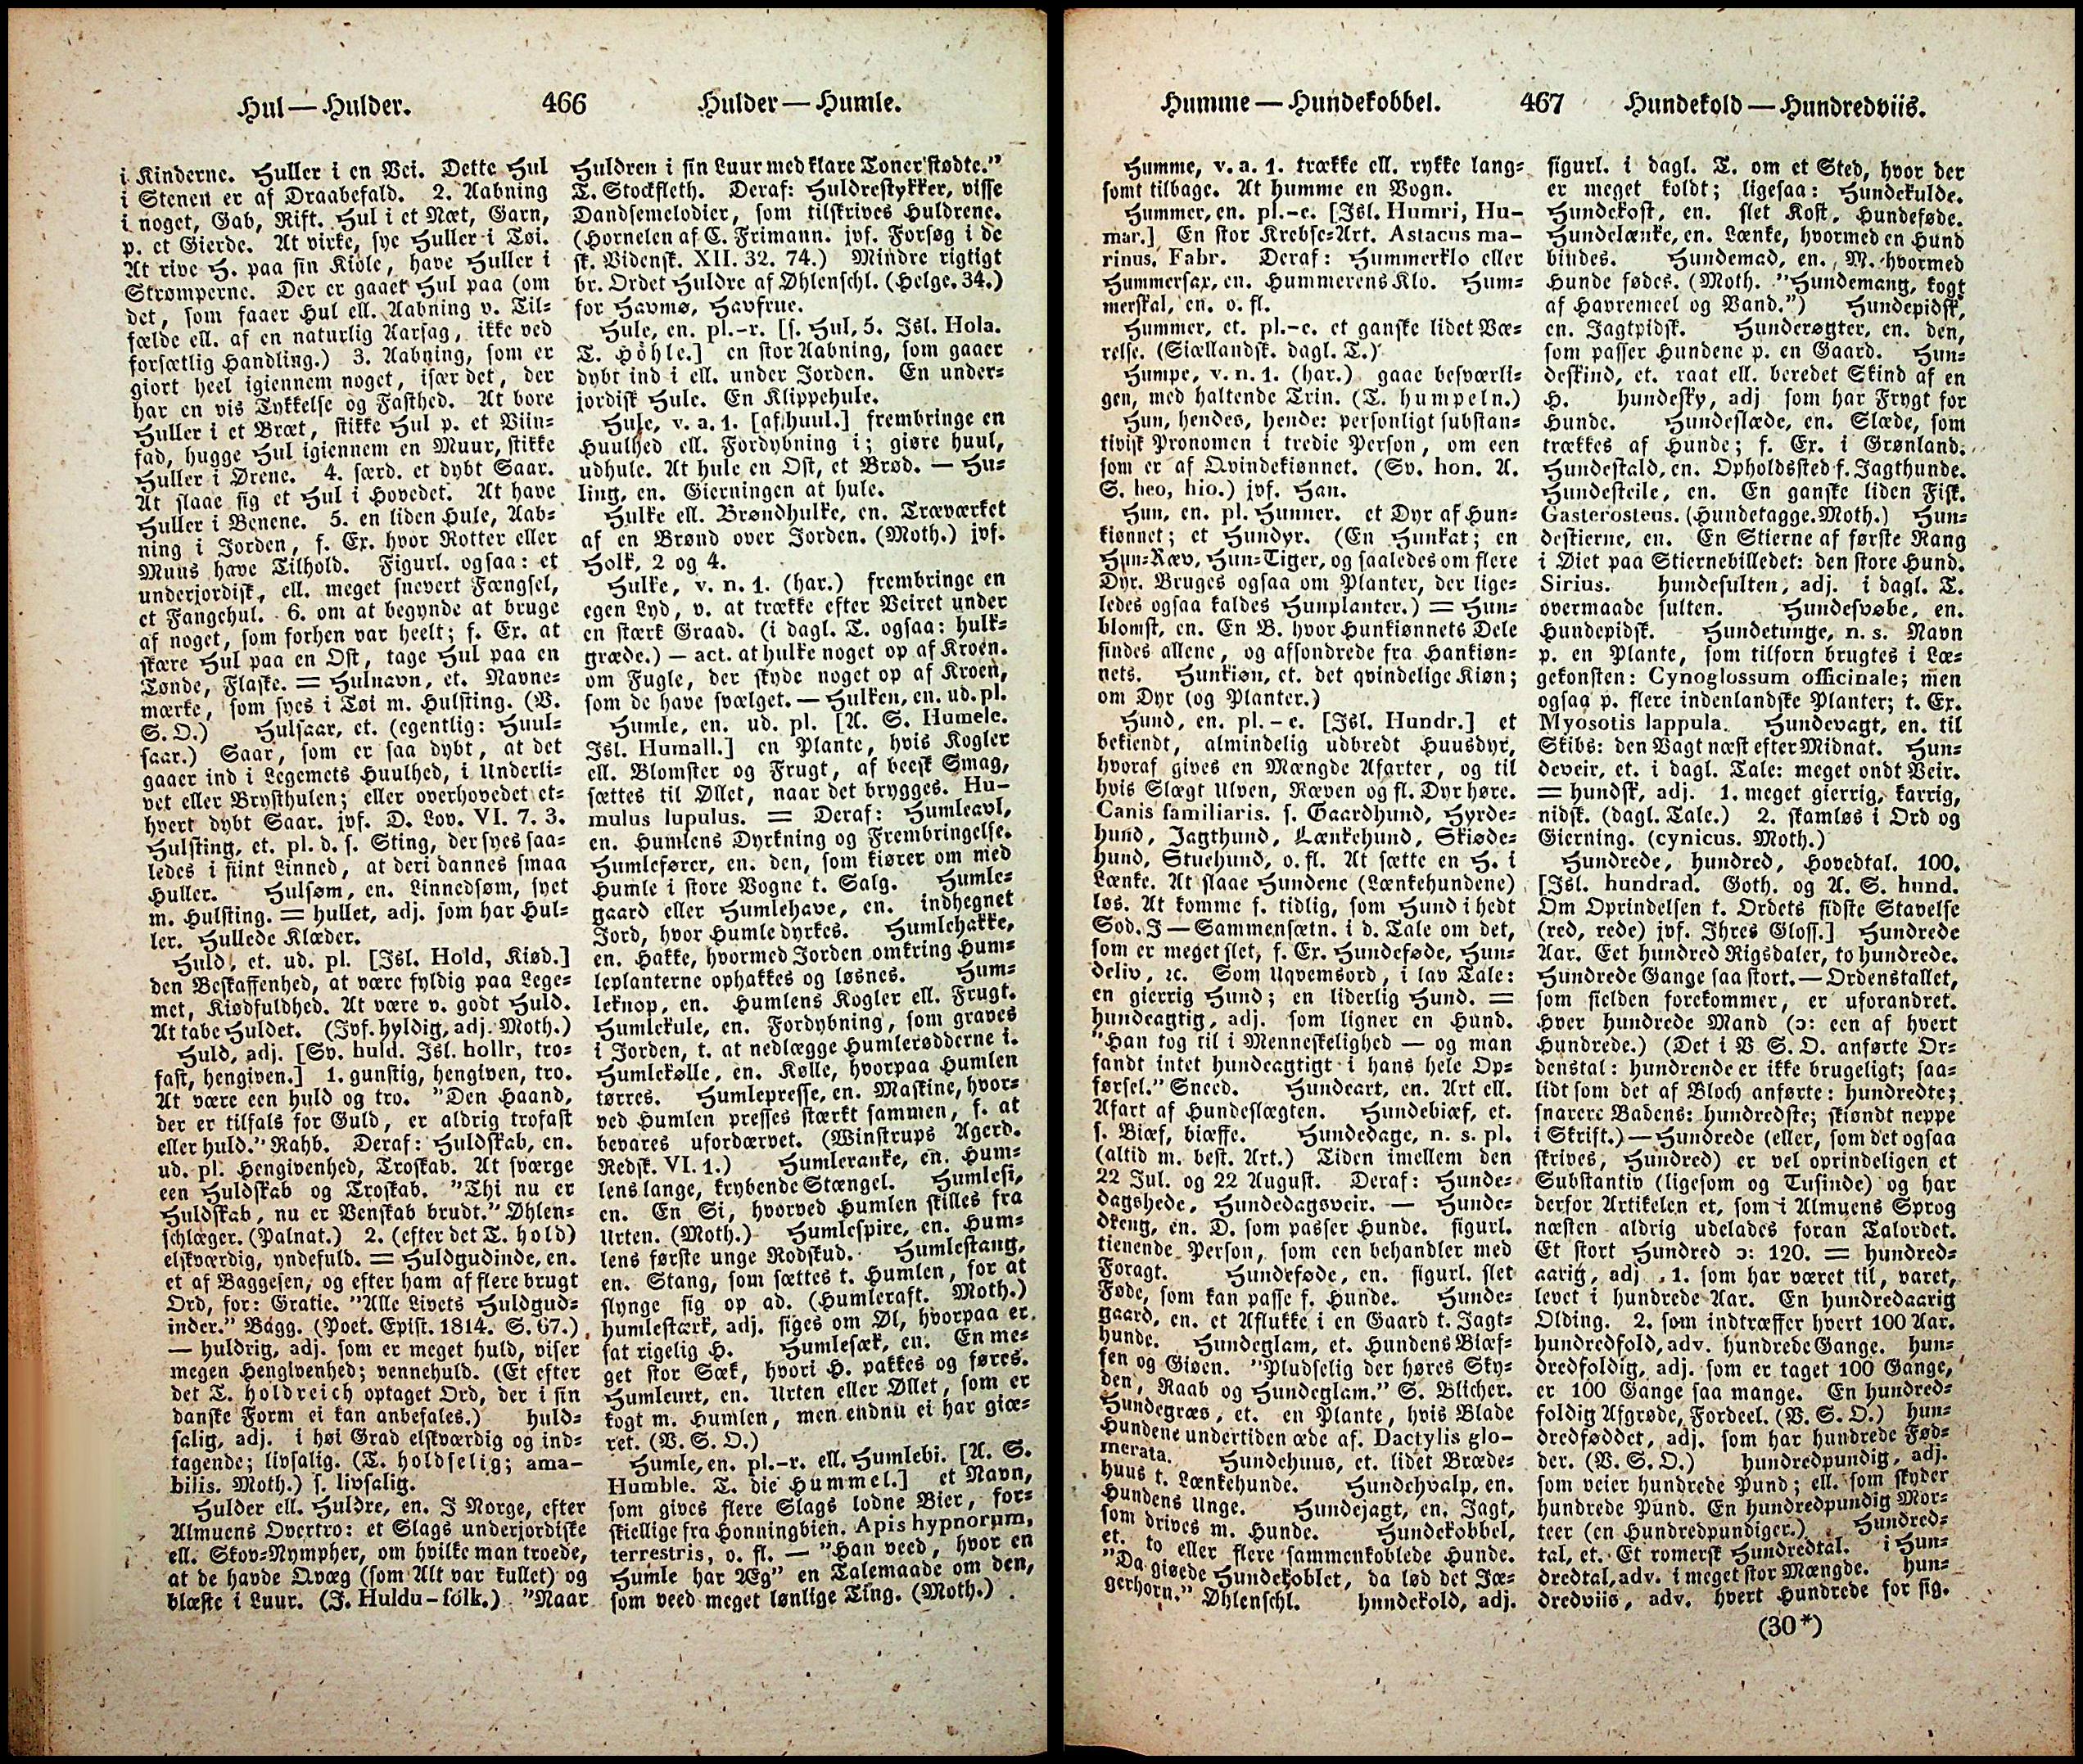 Hul — Hulder.
466
Hulder — Humle.
i Kinderne. Huller i en Vei. Dette Hul
i Stenen er af Draabefald. 2. Aabning
i noget, Gab, Rift. Hul i et Næt, Garn,
p. et Gierde. At virke, sye Huller i Tøi.
At rive H. paa sin Kiole, have Huller i
Strømperne. Der er gaaet Hul paa (om
det, som faaer Hul ell. Aabning v. Til-
fælde ell. af en naturlig Aarsag, ikke ved
forsætlig Handling.) 3. Aabning, som er
giort heel igiennem noget, især det, der
har en vis Tykkelse og Fasthed. At bore
Huller i et Bræt, stikke Hul p. et Viin-
fad, hugge Hul igiennem en Muur, stikke
Huller i Ørene. 4. færd. et dybt Saar.
At slaae sig et Hul i Hovedet. At have
Huller i Benene. 5. en liden Hule, Aab-
ning i Jorden, f. Ex. hvor Rotter eller
Muus have Tilhold. Figurl. ogsaa: et
underjordisk, ell. meget snevert Fængsel,
et Fangehul. 6. om at begynde at bruge
af noget, som forhen var heelt; f. Ex. at
skære Hul paa en Ost, tage Hul paa en
Tønde, Flaske. = Hulnavn, et. Navne-
mærke, som syes i Tøi m. Hulsting. (V.
S. O.) Hulsaar, et. (egentlig: Huul-
saar.) Saar, som er saa dybt, at det
gaaer ind i Legemets Huulhed, i Underli-
vet eller Brysthulen; eller overhovedet et-
hvert dybt Saar. jvf. D. Lov. VI. 7. 3.
Hulsting, et. pl. d. s. Sting, der syes saa-
ledes i fiint Linned, at deri dannes smaa
Huller. Hulsøm, en. Linnedsøm, syet
m. Hulsting. = hullet, adj. som har Hul-
ler. Hullede Klæder.
Huld, et. ud. pl. [Isl. Hold, Kiød.]
den Beskaffenhed, at være fyldig paa Lege-
met, Kiødfuldhed. At være v. godt Huld.
At tabe Huldet. (Jvf. hyldig, adj. Moth.)
Huld, adj. [Sv. huld. Isl. hollr, tro-
fast, hengiven.] 1. gunstig, hengiven, tro.
At være een huld og tro. "Den Haand,
der er tilfals for Guld, er aldrig trofast
eller huld." Rahb. Deraf: Huldskab, en.
ud. pl. Hengivenhed, Troskab. At sværge
een Huldskab og Troskab. "Thi nu er
Huldskab, nu er Venskab brudt." Øhlen-
schlæger. (Palnat.) 2. (efter det T. hold)
elskværdig, yndefuld. = Huldgudinde, en.
et af Baggesen, og efter ham af flere brugt
Ord, for: Gratie. "Alle Livets Huldgud-
inder." Bagg. (Poet. Epist. 1814. S. 67.)
— huldrig, adj. som er meget huld, viser
megen Hengivenhed; vennehuld. (Et efter
det T. holdreich optaget Ord, der i sin
danske Form ei kan anbefales.) huld-
salig, adj. i høi Grad elskværdig og ind-
tagende; livsalig. (T. holdselig; ama-
bilis. Moth.) s. livsalig.
Hulder ell. Huldre, en. I Norge, efter
Almuens Overtro: et Slags underjordiske
ell. Skov-Nympher, om hvilke man troede,
at de havde Qvæg (som Alt var kullet) og
blæste i Luur. (I. Huldu-folk.) "Naar
Huldren i sin Luur med klare Toner stødte."
T. Stockfleth. Deraf: Huldrestykker, visse
Dandsemelodier, som tilskrives Huldrene.
(Hornelen af C. Frimann. jvf. Forsøg i de
sk. Vidensk. XII. 32. 74.) Mindre rigtigt
br. Ordet Huldre af Øhlenschl. (Helge. 34.)
for Havmø, Havfrue.
Hule, en. pl.-r. [s. Hul, 5. Isl. Hola.
T. Höhle.] en stor Aabning, som gaaer
dybt ind i ell. under Jorden. En under-
jordisk Hule. En Klippehule.
Hule, v. a. 1. [af huul.] frembringe en
Huulhed ell. Fordybning i; giøre huul,
udhule. At hule en Ost, et Brød. — Hu-
ling, en. Gierningen at hule.
Hulke ell. Brøndhulke, en. Træværket
af en Brønd over Jorden. (Moth.) jvf.
Holk, 2 og 4.
Hulke, v. n. 1. (har.) frembringe en
egen Lyd, v. at trække efter Veiret under
en stærk Graad. (i dagl. T. ogsaa: hulk-
græde.) — act. at hulke noget op af Kroen.
om Fugle, der skyde noget op af Kroen,
som de have svælget. — Hulken, en. ud. pl.
Humle, en. ud. pl. [A. S. Humele.
Isl. Humall.] en Plante, hvis Kogler
ell. Blomster og Frugt, af beesk Smag,
sættes til Øllet, naar det brygges. Hu-
mulus lupulus. = Deraf: Humleavl,
en. Humlens Dyrkning og Frembringelse.
Humlefører, en. den, som kiører om med
Humle i store Vogne t. Salg. Humle-
gaard eller Humlehave, en. indhegnet
Jord, hvor Humle dyrkes. Humlehakke,
en. Hakke, hvormed Jorden omkring Hum-
leplanterne ophakkes og løsnes. Hum-
leknop, en. Humlens Kogler ell. Frugt.
Humlekule, en. Fordybning, som graves
i Jorden, t. at nedlægge Humlerødderne i.
Humlekølle, en. Kølle, hvorpaa Humlen
tørres. Humlepresse, en. Maskine, hvor-
ved Humlen presses stærkt sammen, f. at
bevares ufordærvet. (Winstrups Agerd.
Redsk. VI. 1.) Humleranke, en. Hum-
lens lange, krybende Stængel. Humlesi,
en. En Si, hvorved Humlen skilles fra
Urten. (Moth.) Humlespire, en. Hum-
lens første unge Rodskud. Humlestang,
en. Stang, som sættes t. Humlen, for at
slynge sig op ad. (Humleraft. Moth.)
humlestærk, adj. siges om Øl, hvorpaa er
sat rigelig H. Humlesæk, en. En me-
get stor Sæk, hvori H. pakkes og føres.
Humleurt, en. Urten eller Øllet, som er
kogt m. Humlen, men endnu ei har giæ-
ret. (V. S. O.)
Humle, en. pl.-r. ell. Humlebi. [A. S.
Humble. T. die Hummel.] et Navn,
som gives flere Slags lodne Bier, for-
skiellige fra Honningbien. Apis hypnorum,
terrestris, o. fl. — "Han veed, hvor en
Humle har Æg" en Talemaade om den,
som veed meget lønlige Ting. (Moth.)
Humme — Hundekobbel.
467
Hundekold — Hundredviis.
Humme, v. a. 1. trække ell. rykke lang-
somt tilbage. At humme en Vogn.
Hummer, en. pl.-e. [Isl. Humri, Hu-
mar.] En stor Krebse-Art. Astacus ma-
rinus, Fabr. Deraf: Hummerklo eller
Hummersax, en. Hummerens Klo. Hum-
merskal, en. o. fl.
Hummer, et. pl.-e. et ganske lidet Væ-
relse. (Siællandsk. dagl. T.)
Humpe, v. n. 1. (har.) gaae besværli-
gen, med haltende Trin. (T. humpeln.)
Hun, hendes, hende: personligt substan-
tivisk Pronomen i tredie Person, om een
som er af Qvindekiønnet. (Sv. hon. A.
S. heo, hio.) jvf. Han.
Hun, en. pl. Hunner. et Dyr af Hun-
kiønnet; et Hundyr. (En Hunkat; en
Hun-Ræv, Hun-Tiger, og saaledes om flere
Dyr. Bruges ogsaa om Planter, der lige-
ledes ogsaa kaldes Hunplanter.) = Hun-
blomst, en. En B. hvor Hunkiønnets Dele
findes allene, og afsondrede fra Hankiøn-
nets. Hunkiøn, et. det qvindelige Kiøn;
om Dyr (og Planter.)
Hund, en. pl. - e. [Isl. Hundr.] et
bekiendt, almindelig udbredt Huusdyr,
hvoraf gives en Mængde Afarter, og til
hvis Slægt Ulven, Ræven og fl. Dyr høre.
Canis familiaris. s. Gaardhund, Hyrde-
hund, Jagthund, Lænkehund, Skiøde-
hund, Stuehund, o. fl. At sætte en H. i
Lænke. At slaae Hundene (Lænkehundene)
løs. At komme f. tidlig, som Hund i hedt
Sod. I — Sammensætn. i d. Tale om det,
som er meget slet, f. Ex. Hundeføde, Hun-
deliv, ꝛc. Som Uqvemsord, i lav Tale:
en gierrig Hund; en liderlig Hund. =
hundeagtig, adj. som ligner en Hund.
"Han tog til i Menneskelighed — og man
fandt intet hundeagtigt i hans hele Op-
førsel." Sneed. Hundeart, en. Art ell.
Afart af Hundeslægten. Hundebiæf, et.
s. Biæf, biæffe. Hundedage, n. s. pl.
(altid m. best. Art.) Tiden imellem den
22 Jul. og 22 August. Deraf: Hunde-
dagshede, Hundedagsveir. — Hunde-
dreng, en. D. som passer Hunde. figurl.
tienende Person, som een behandler med
Foragt. Hundeføde, en. figurl. slet
Føde, som kan passe f. Hunde. Hunde-
gaard, en. et Aflukke i en Gaard t. Jagt-
hunde. Hundeglam, et. Hundens Biæf-
fen og Giøen. "Pludselig der høres Sky-
den, Raab og Hundeglam." S. Blicher.
Hundegræs, et. en Plante, hvis Blade
Hundene undertiden æde af. Dactylis glo-
merata. Hundehuus, et. lidet Bræde-
huus t. Lænkehunde. Hundehvalp, en.
Hundens Unge. Hundejagt, en. Jagt,
som drives m. Hunde. Hundekobbel,
et. to eller flere sammenkoblede Hunde.
"Da giøede Hundekoblet, da lød det Jæ-
gerhorn." Øhlenschl. hundekold, adj.
figurl. i dagl. T. om et Sted, hvor der
er meget koldt; ligesaa: Hundekulde.
Hundekost, en. slet Kost, Hundeføde.
Hundelænke, en. Lænke, hvormed en Hund
bindes. Hundemad, en. M. hvormed
Hunde fødes. (Moth. "Hundemang, kogt
af Havremeel og Vand.") Hundepidsk,
en. Jagtpidsk. Hunderøgter, en. den,
som passer Hundene p. en Gaard. Hun-
deskind, et. raat ell. beredet Skind af en
H. hundesky, adj som har Frygt for
Hunde. Hundeslæde, en. Slæde, som
trækkes af Hunde; f. Ex. i Grønland.
Hundestald, en. Opholdssted f. Jagthunde.
Hundesteile, en. En ganske liden Fisk.
Gasterosteus. (Hundetagge. Moth.) Hun-
destierne, en. En Stierne af første Rang
i Øiet paa Stiernebilledet: den store Hund.
Sirius. hundesulten, adj. i dagl. T.
overmaade sulten. Hundesvøbe, en.
Hundepidsk. Hundetunge, n. s. Navn
p. en Plante, som tilforn brugtes i Læ-
gekonsten: Cynoglossum officinale; men
ogsaa p. flere indenlandske Planter; t. Ex.
Myosotis lappula. Hundevagt, en. til
Skibs: den Vagt næst efter Midnat. Hun-
deveir, et. i dagl. Tale: meget ondt Veir.
= hundsk, adj. 1. meget gierrig, karrig,
nidsk. (dagl. Tale.) 2. skamløs i Ord og
Gierning. (cynicus. Moth.)
Hundrede, hundred, Hovedtal. 100.
[Isl. hundrad. Goth. og A. S. hund.
Om Oprindelsen t. Ordets sidste Stavelse
(red, rede) jvf. Ihres Gloss.] Hundrede
Aar. Eet hundred Rigsdaler, to hundrede.
Hundrede Gange saa stort. — Ordenstallet,
som sielden forekommer, er uforandret.
Hver hundrede Mand (ɔ: een af hvert
Hundrede.) (Det i V S. O. anførte Or-
denstal: hundrende er ikke brugeligt; saa-
lidt som det af Bloch anførte: hundredte;
snarere Badens: hundredste; skiøndt neppe
i Skrift.) — Hundrede (eller, som det ogsaa
skrives, Hundred) er vel oprindeligen et
Substantiv (ligesom og Tusinde) og har
derfor Artikelen et, som i Almuens Sprog
næsten aldrig udelades foran Talordet.
Et stort Hundred ɔ: 120. = hundred-
aarig, adj . 1. som har været til, varet,
levet i hundrede Aar. En hundredaarig
Olding. 2. som indtræffer hvert 100 Aar.
hundredfold, adv. hundrede Gange. hun-
dredfoldig, adj. som er taget 100 Gange,
er 100 Gange saa mange. En hundred-
foldig Afgrøde, Fordeel. (V. S. O.) hun-
dredføddet, adj. som har hundrede Fød-
der. (V. S. O.) hundredpundig, adj.
som veier hundrede Pund; ell. som skyder
hundrede Pund. En hundredpundig Mor-
teer (en Hundredpundiger.) Hundred-
tal, et. Et romersk Hundredtal. i Hun-
dredtal, adv. i meget stor Mængde. hun-
dredviis, adv. hvert Hundrede for sig.
(30*)